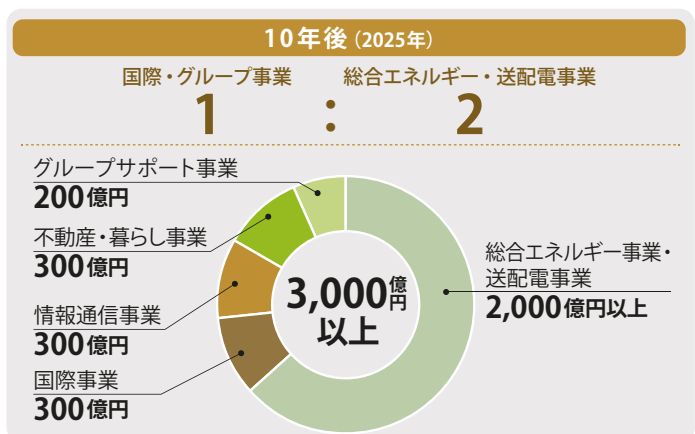 10年後（2025年）
国際・グループ事業
総合エネルギー・送配電事業
1 : 2
グループサポート事業
200億円
不動産・暮らし事業
300億円
情報通信事業
300億円
国際事業
300億円
3,000億円
以上
総合エネルギー事業・
送配電事業
2,000億円以上